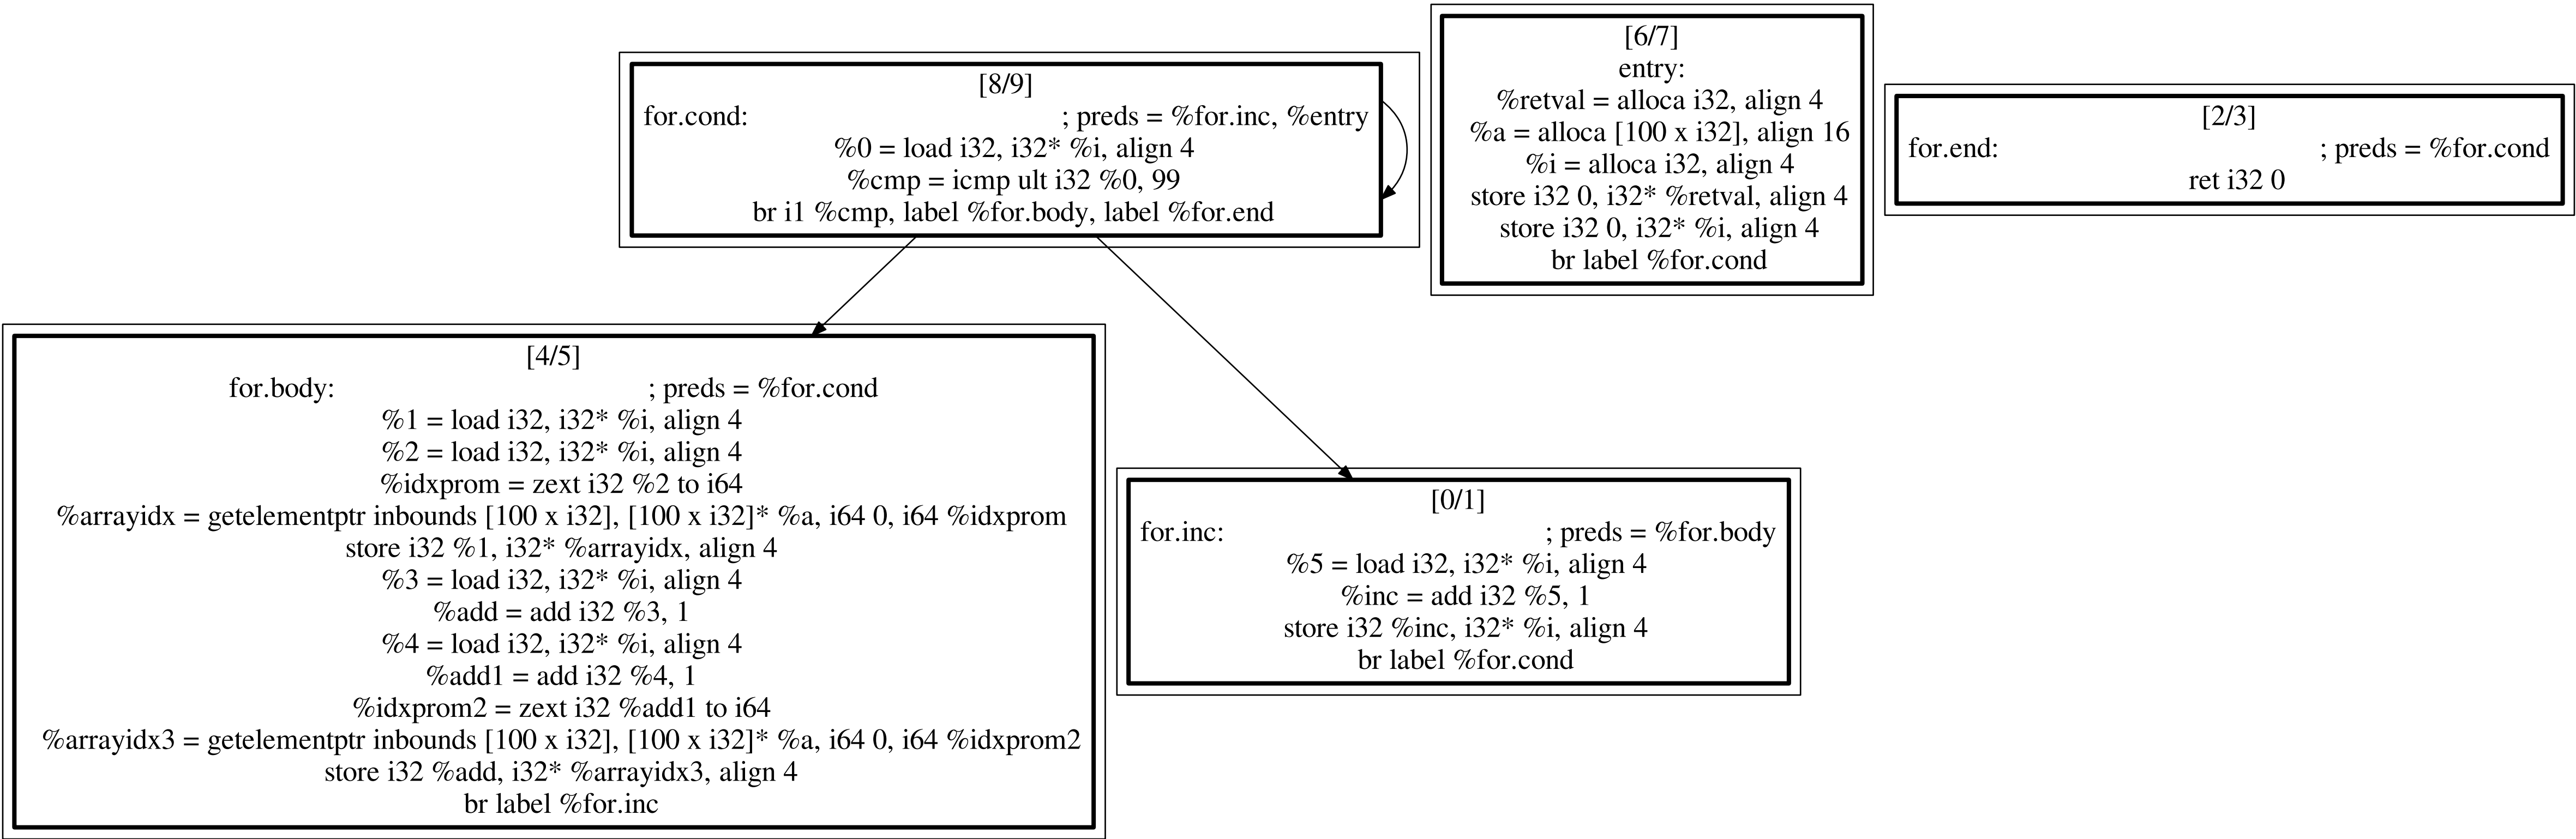 [8/9]
for.cond: ; preds = %for.inc, %entry
%0 = load i32, i32* %i, align 4
%cmp = icmp ult i32 %0, 99
br i1 %cmp, label %for.body, label %for.end
[6/7]
entry:
%retval = alloca i32, align 4
%a = alloca [100 x i32], align 16
%i = alloca i32, align 4
store i32 0, i32* %retval, align 4
store i32 0, i32* %i, align 4
br label %for.cond
[2/3]
for.end: ; preds = %for.cond
ret i32 0
[4/5]
for.body: ; preds = %for.cond
%1 = load i32, i32* %i, align 4
%2 = load i32, i32* %i, align 4
%idxprom = zext i32 %2 to i64
%arrayidx = getelementptr inbounds [100 x i32], [100 x i32]* %a, i64 0, i64 %idxprom
store i32 %1, i32* %arrayidx, align 4
%3 = load i32, i32* %i, align 4
%add = add i32 %3, 1
%4 = load i32, i32* %i, align 4
%add1 = add i32 %4, 1
%idxprom2 = zext i32 %add1 to i64
%arrayidx3 = getelementptr inbounds [100 x i32], [100 x i32]* %a, i64 0, i64 %idxprom2
store i32 %add, i32* %arrayidx3, align 4
br label %for.inc
[0/1]
for.inc: ; preds = %for.body
%5 = load i32, i32* %i, align 4
%inc = add i32 %5, 1
store i32 %inc, i32* %i, align 4
br label %for.cond